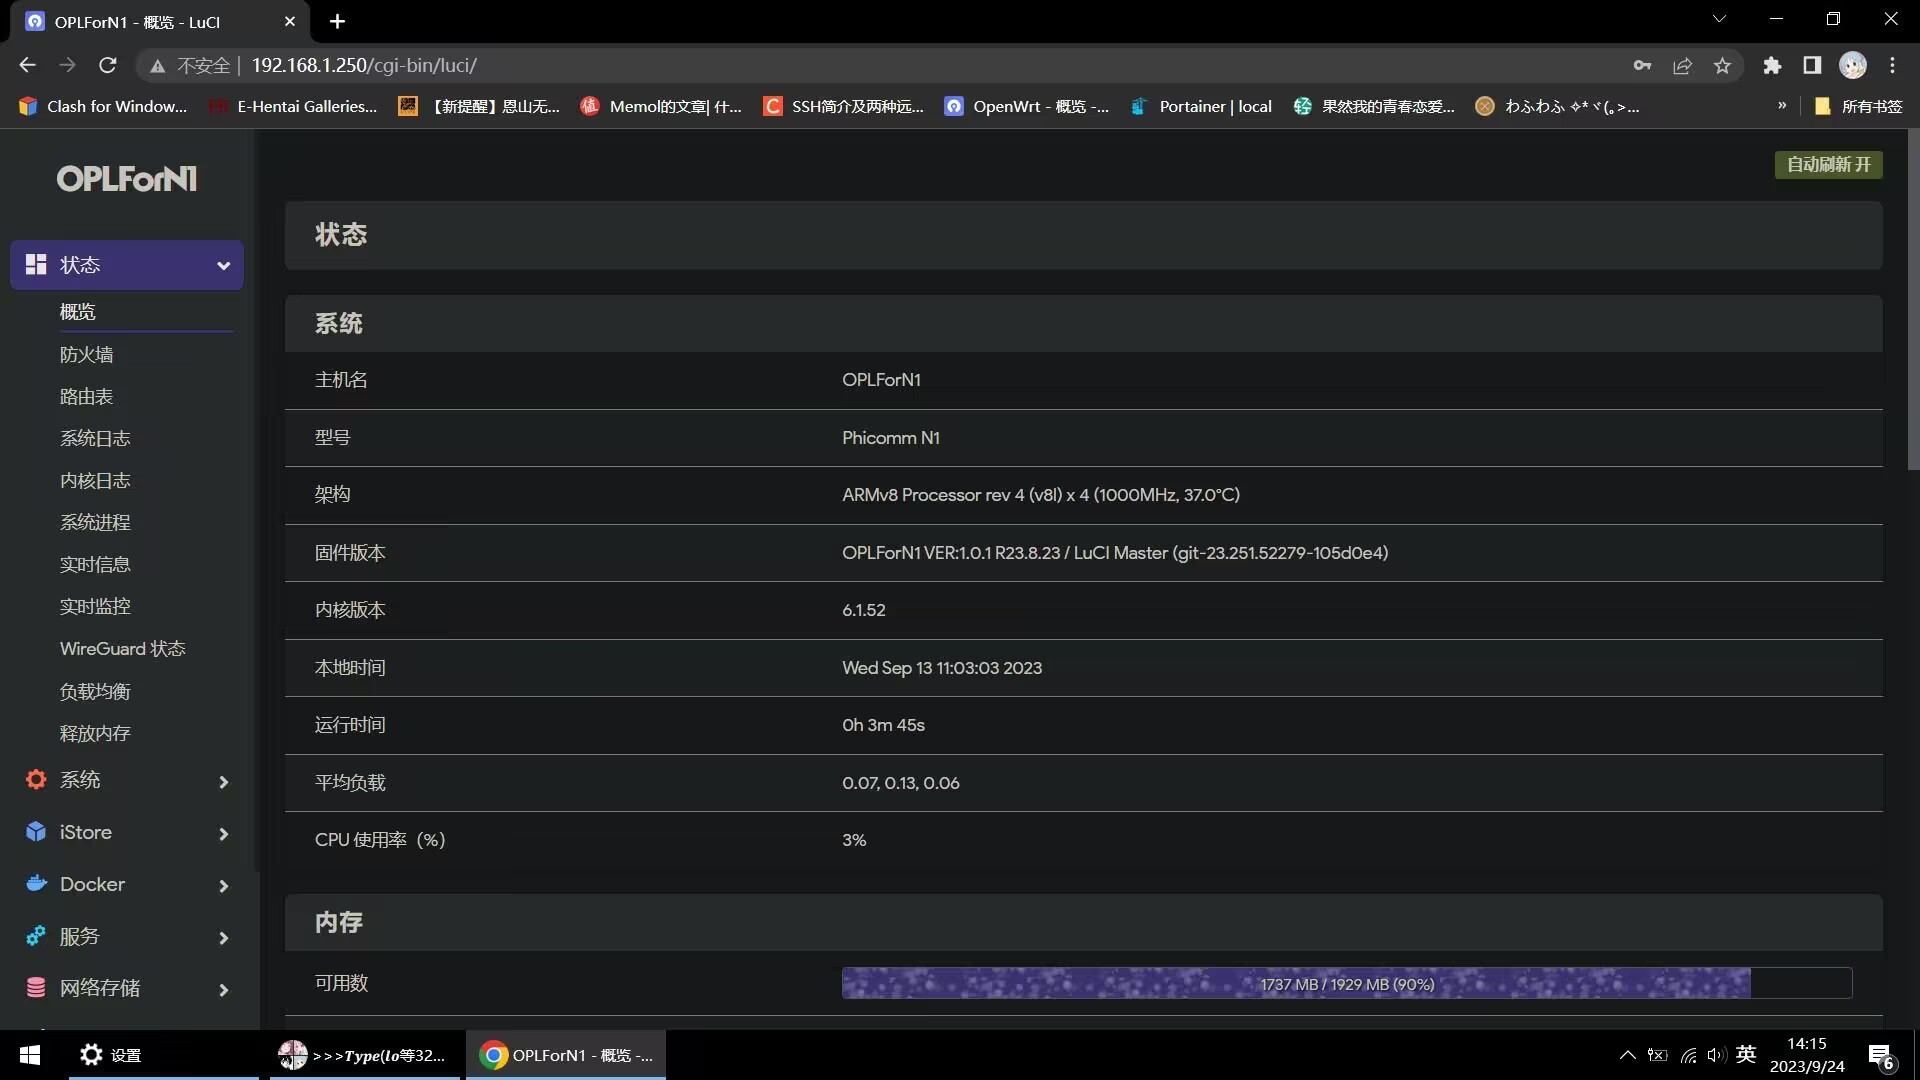 OPLForN1 - 概览 - LuCI
不安全 | 192.168.1.250/cgi-bin/luci/
Clash for Window...
E-Hentai Galleries...
【新提醒】恩山无...
值 Memol的文章| 什...
C SSH简介及两种远...
OpenWrt - 概览 -...
Portainer | local
轻 果然我的青春恋爱...
わふわふ ✧*ヾ(｡>...
»
所有书签
OPLForN1
自动刷新 开
状态
概览
防火墙
路由表
系统日志
内核日志
系统进程
实时信息
实时监控
WireGuard 状态
负载均衡
释放内存
系统
iStore
Docker
服务
网络存储
状态
系统
主机名 OPLForN1
型号 Phicomm N1
架构 ARMv8 Processor rev 4 (v8l) x 4 (1000MHz, 37.0°C)
固件版本 OPLForN1 VER:1.0.1 R23.8.23 / LuCI Master (git-23.251.52279-105d0e4)
内核版本 6.1.52
本地时间 Wed Sep 13 11:03:03 2023
运行时间 0h 3m 45s
平均负载 0.07, 0.13, 0.06
CPU 使用率（%） 3%
内存
可用数 1737 MB / 1929 MB (90%)
设置
>>>Type(lo等32...
OPLForN1 - 概览 -...
英
14:15
2023/9/24
6